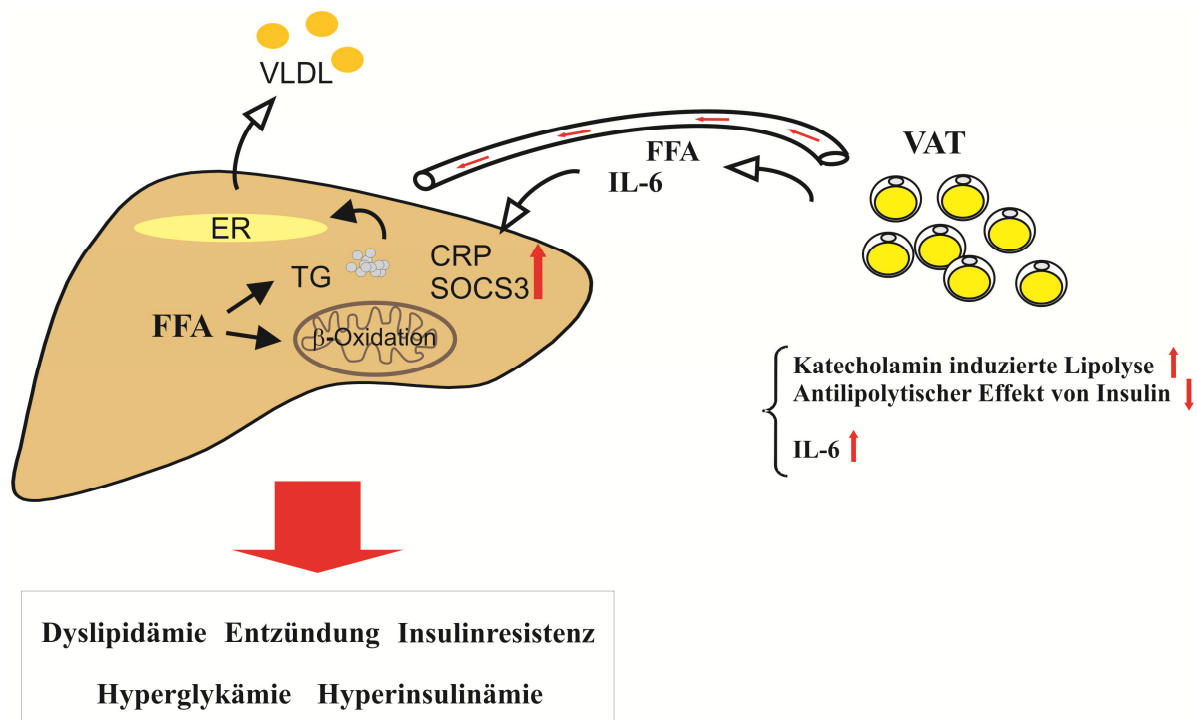 VLDL
VAT
FFA
IL-6
ER
CRP
TG
SOCS3
FFA
β-Oxidation
Katecholamin induzierte Lipolyse
Antilipolytischer Effekt von Insulin
IL-6
Dyslipidämie Entzündung Insulinresistenz
Hyperglykämie Hyperinsulinämie